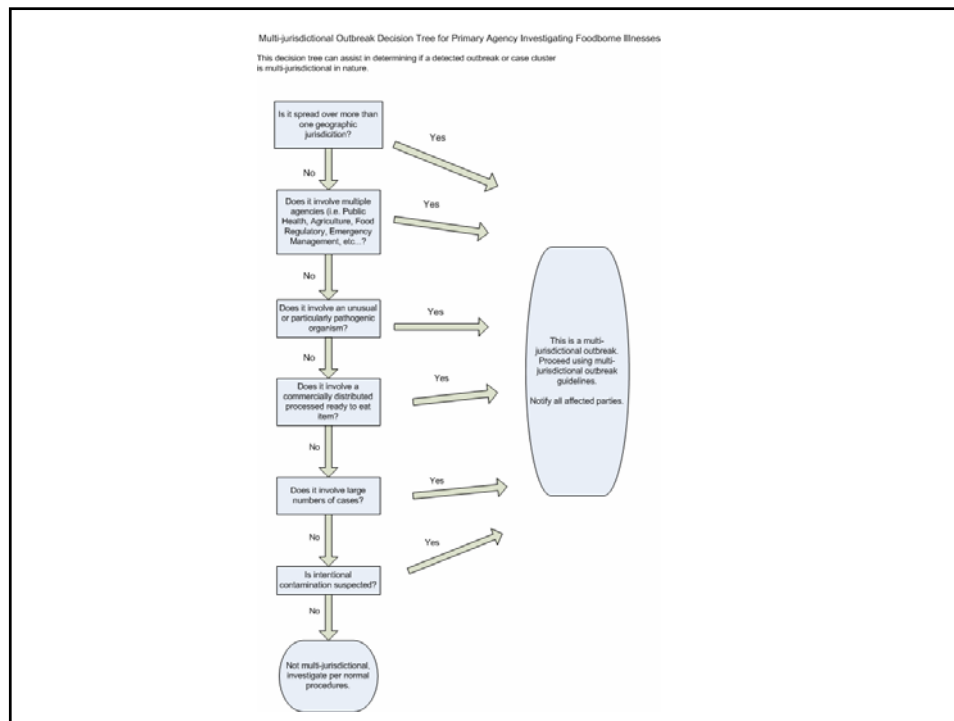 Multi-jurisdictional Outbreak Decision Tree for Primary Agency Investigating Foodborne Illnesses
This decision tree can assist in determining if a detected outbreak or case cluster
is multi-jurisdictional in nature.
Is it spread over more than
one geographic
jurisdicition?
Yes
No
Does it involve multiple
agencies (i.e. Public
Health, Agriculture, Food
Regulatory, Emergency
Management, etc...?
Yes
No
Does it involve an unusual
or particularly pathogenic
organism?
Yes
No
Does it involve a
commercially distributed
processed ready to eat
item?
Yes
No
Does it involve large
numbers of cases?
Yes
No
Is intentional
contamination suspected?
Yes
No
Not multi-jurisdictional,
investigate per normal
procedures.
This is a multi-
jurisdictional outbreak.
Proceed using multi-
jurisdictional outbreak
guidelines.
Notify all affected parties.